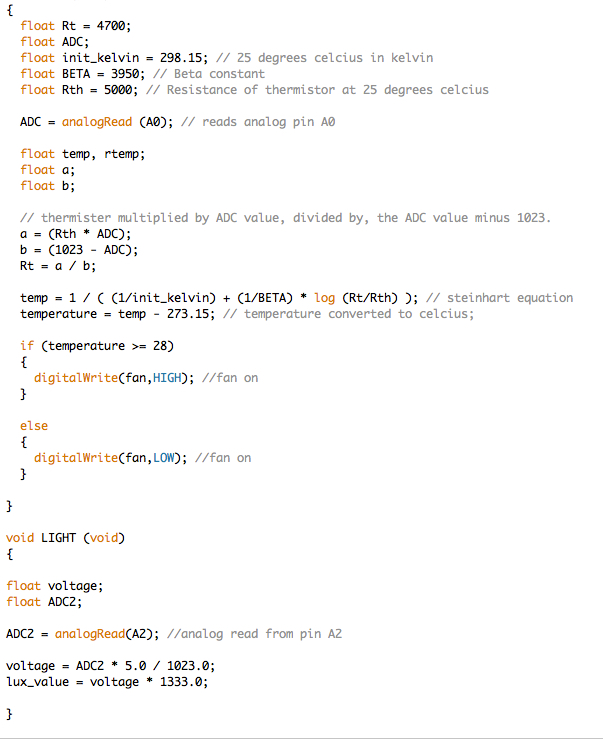 {
float Rt = 4700;
float ADC;
float init_kelvin = 298.15; // 25 degrees celcius in kelvin
float BETA = 3950; // Beta constant
float Rth = 5000; // Resistance of thermistor at 25 degrees celcius
ADC = analogRead (A0); // reads analog pin A0
float temp, rtemp;
float a;
float b;
// thermister multiplied by ADC value, divided by, the ADC value minus 1023.
a = (Rth * ADC);
b = (1023 - ADC);
Rt = a / b;
temp = 1 / ( (1/init_kelvin) + (1/BETA) * log (Rt/Rth) ); // steinhart equation
temperature = temp - 273.15; // temperature converted to celcius;
if (temperature >= 28)
{
digitalWrite(fan,HIGH); //fan on
}
else
{
digitalWrite(fan,LOW); //fan on
}
}
void LIGHT (void)
{
float voltage;
float ADC2;
ADC2 = analogRead(A2); //analog read from pin A2
voltage = ADC2 * 5.0 / 1023.0;
lux_value = voltage * 1333.0;
}